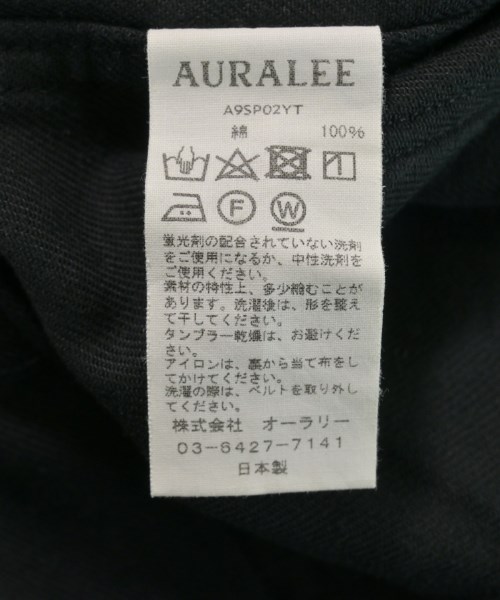 AURALEE
A9SP02YT
綿 100%
F W
蛍光剤の配合されていない洗剤
をご使用になるか、中性洗剤を
ご使用ください。
素材の特性上、多少縮むことが
あります。洗濯後は、形を整え
て干してください。
タンブラー乾燥は、お避けくだ
さい。
アイロンは、裏から当て布をし
てかけてください。
洗濯の際は、ベルトを取り外し
てください。
株式会社 オーラリー
03-6427-7141
日本製